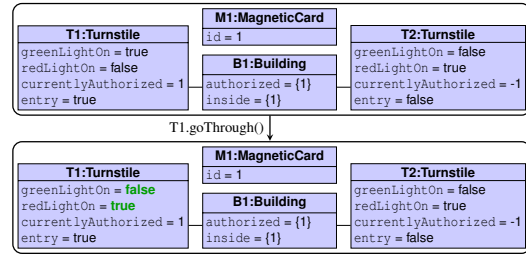 T1:Turnstile
greenLightOn = true
redLightOn = false
currentlyAuthorized = 1
entry = true
M1:MagneticCard
id = 1
B1:Building
authorized = {1}
inside = {1}
T2:Turnstile
greenLightOn = false
redLightOn = true
currentlyAuthorized = -1
entry = false
T1.goThrough()
T1:Turnstile
greenLightOn = false
redLightOn = true
currentlyAuthorized = 1
entry = true
M1:MagneticCard
id = 1
B1:Building
authorized = {1}
inside = {1}
T2:Turnstile
greenLightOn = false
redLightOn = true
currentlyAuthorized = -1
entry = false